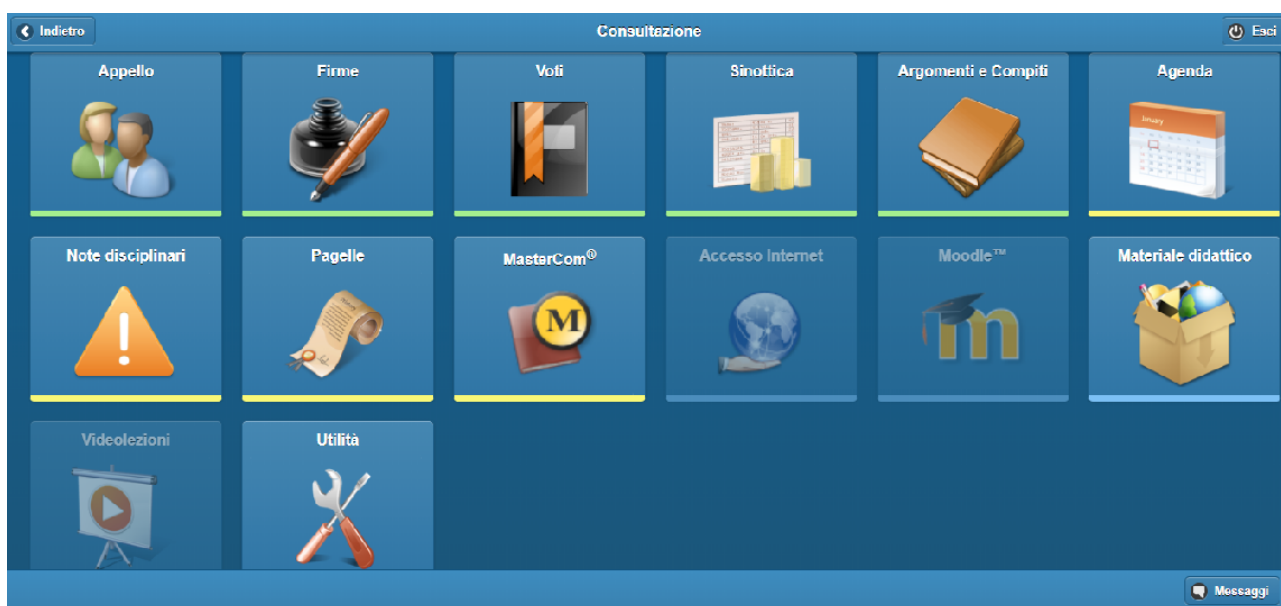 Indietro
Consultazione
Esci
Appello
Firme
Voti
Sinottica
Argomenti e Compiti
Agenda
January
Note disciplinari
Pagelle
MasterCom®
Accesso Internet
Moodle™
Materiale didattico
M
m
Videolezioni
Utilità
Messaggi